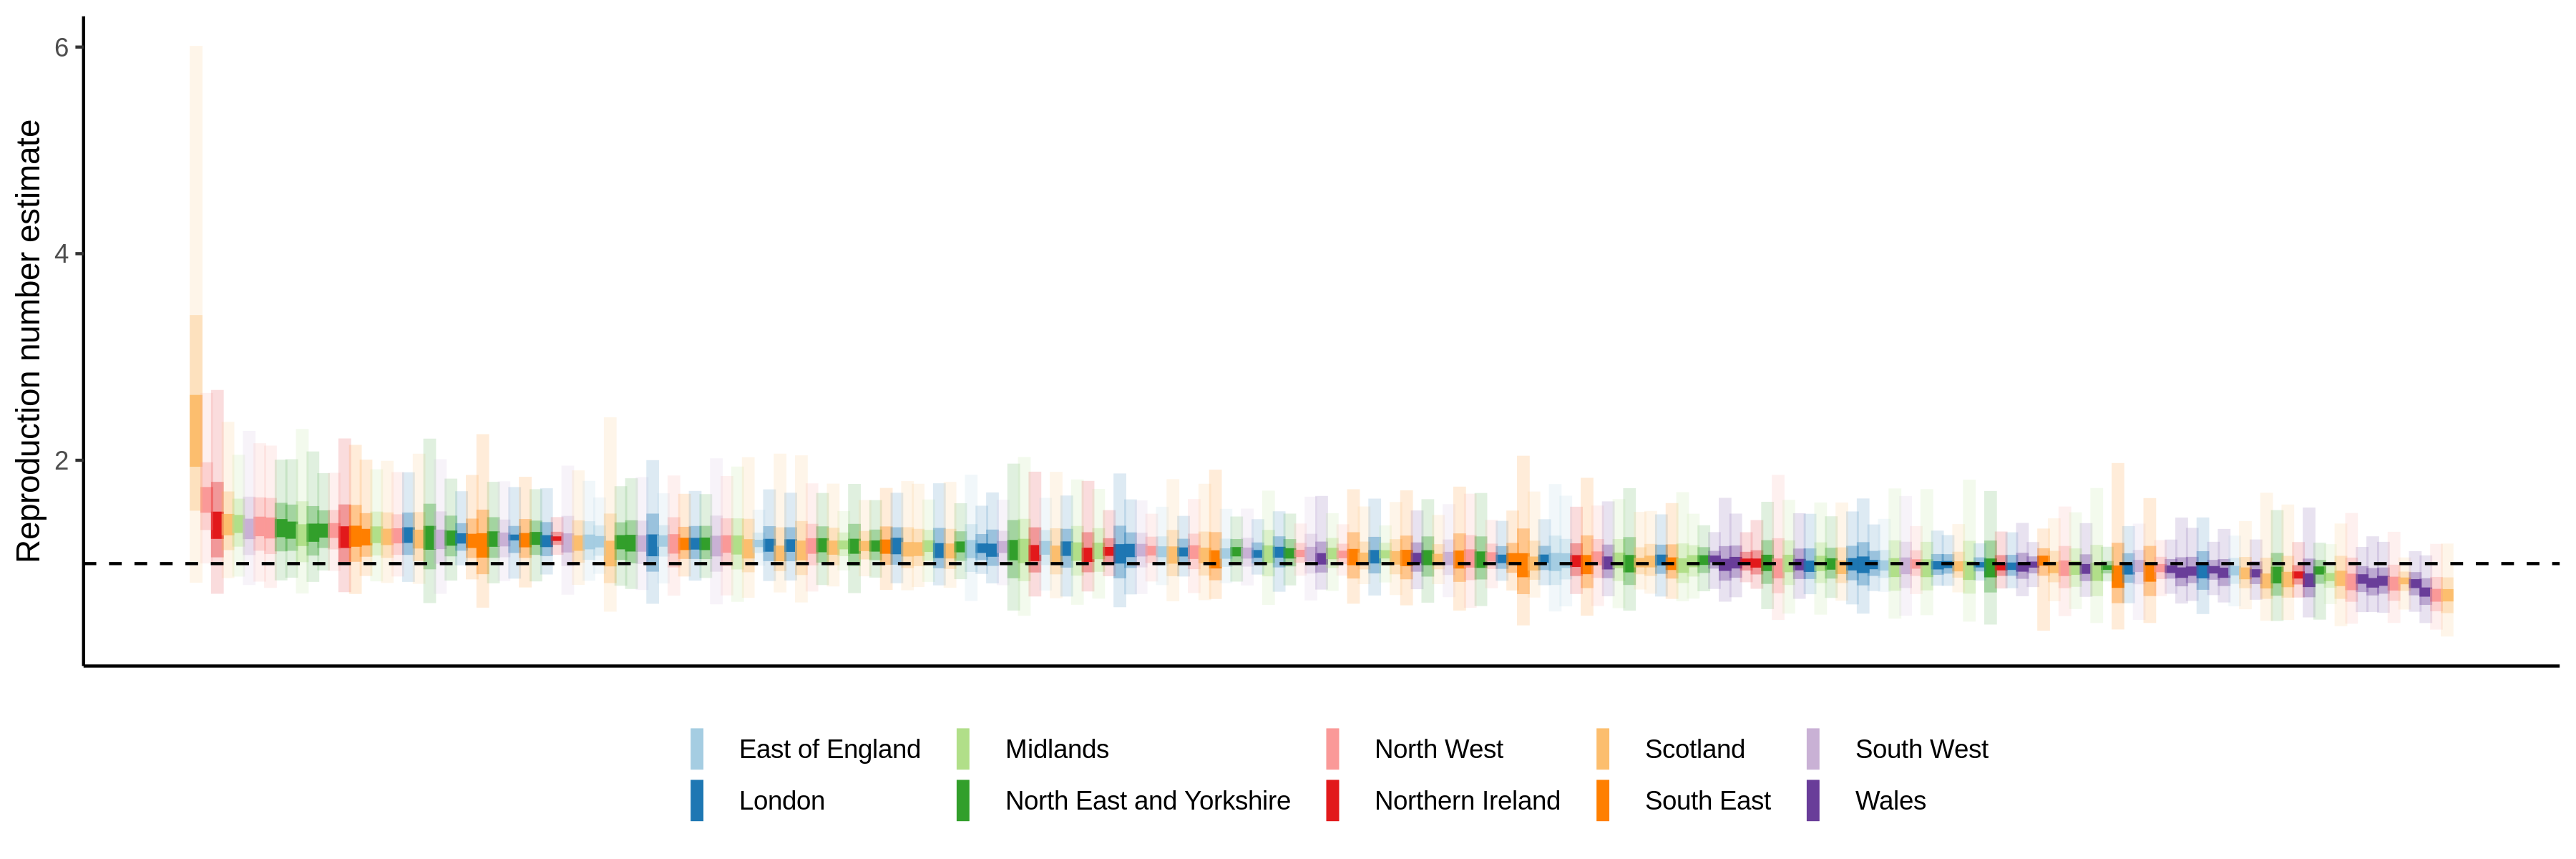 Reproduction number estimate
6
4
2
East of England
Midlands
North West
Scotland
South West
London
North East and Yorkshire
Northern Ireland
South East
Wales